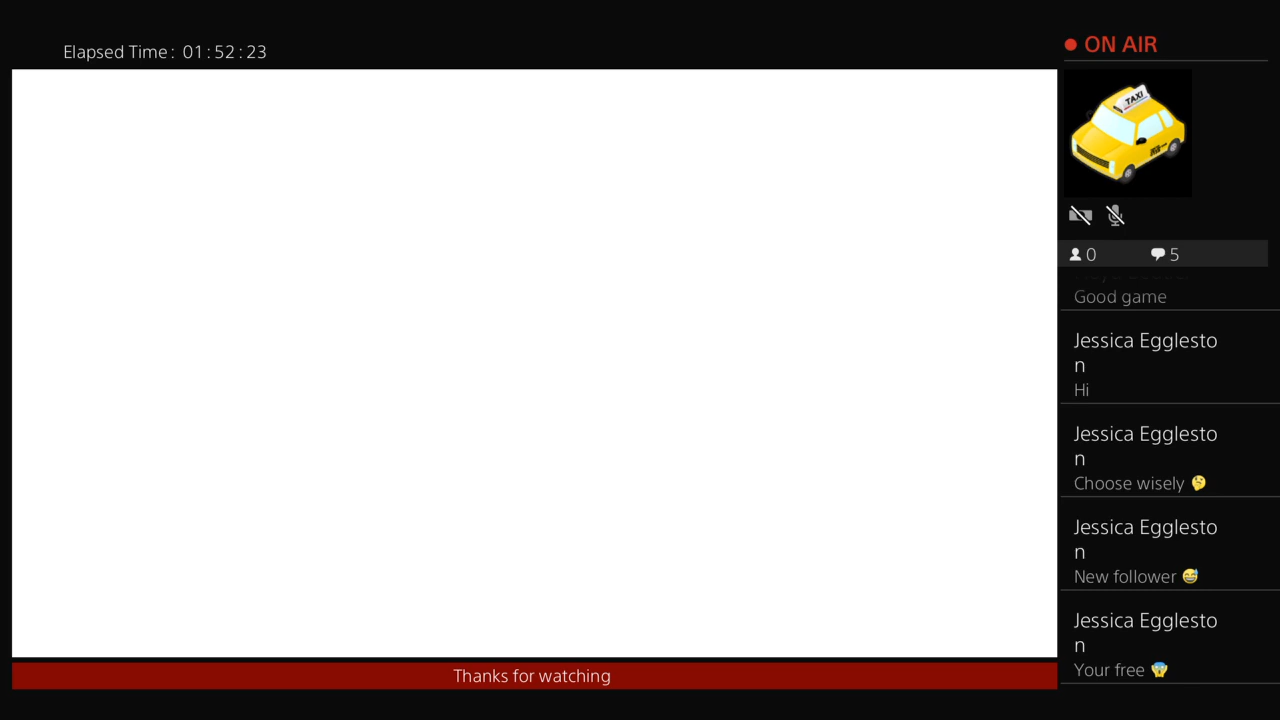 Elapsed Time: 01:52:23
ON AIR
TAXI
0
5
Good game
Jessica Egglesto
n
Hi
Jessica Egglesto
n
Choose wisely 🤔
Jessica Egglesto
n
New follower 😅
Jessica Egglesto
n
Your free 😱
Thanks for watching